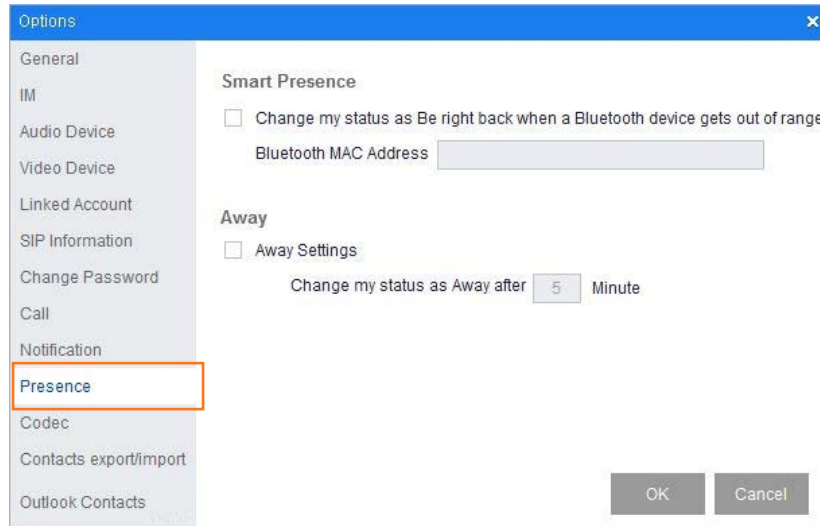 Options
General
IM
Audio Device
Video Device
Linked Account
SIP Information
Change Password
Call
Notification
Presence
Codec
Contacts export/import
Outlook Contacts
Smart Presence
Change my status as Be right back when a Bluetooth device gets out of range
Bluetooth MAC Address
Away
Away Settings
Change my status as Away after 5 Minute
OK Cancel